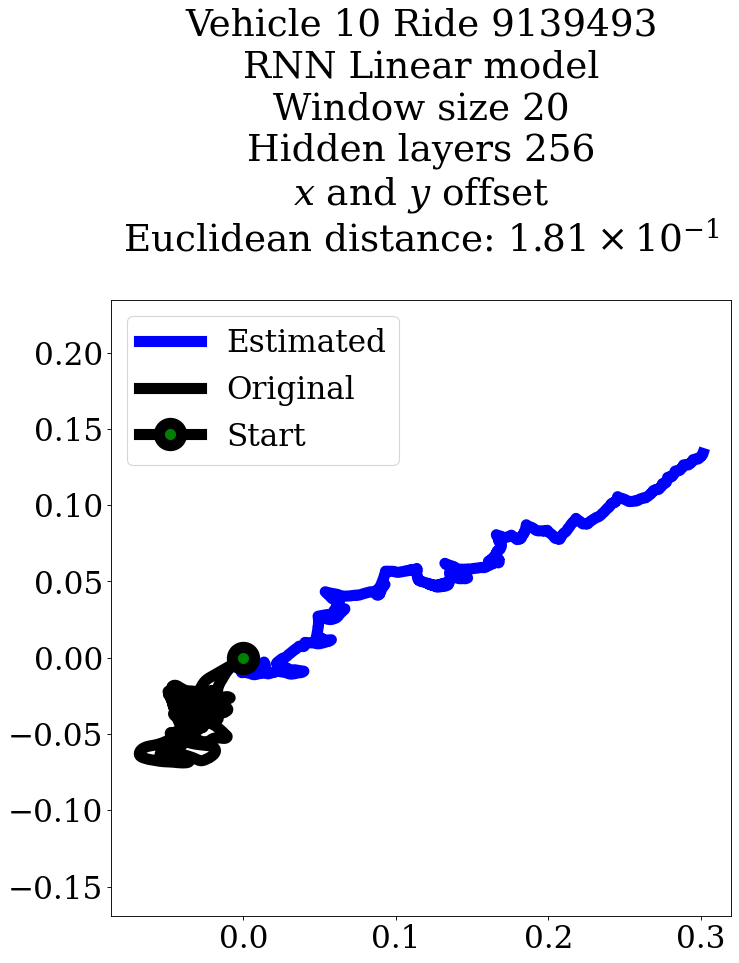 Vehicle 10 Ride 9139493
RNN Linear model
Window size 20
Hidden layers 256
x and y offset
Euclidean distance: 1.81 × 10⁻¹
Estimated
Original
Start
0.20
0.15
0.10
0.05
0.00
−0.05
−0.10
−0.15
0.0 0.1 0.2 0.3